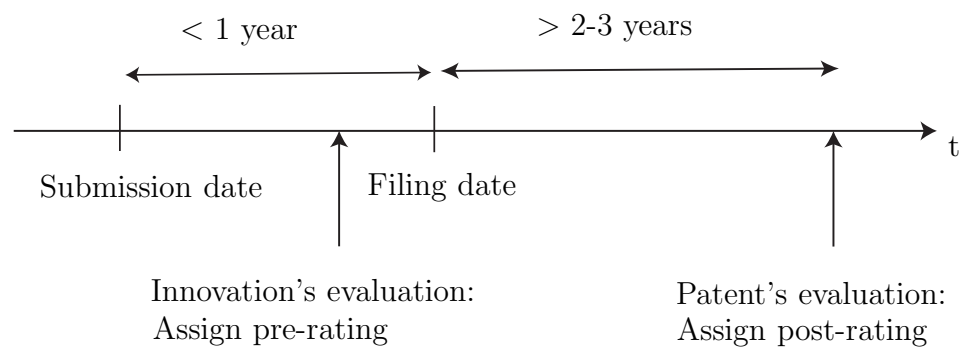 < 1 year
> 2-3 years
t
Submission date
Filing date
Innovation's evaluation:
Assign pre-rating
Patent's evaluation:
Assign post-rating